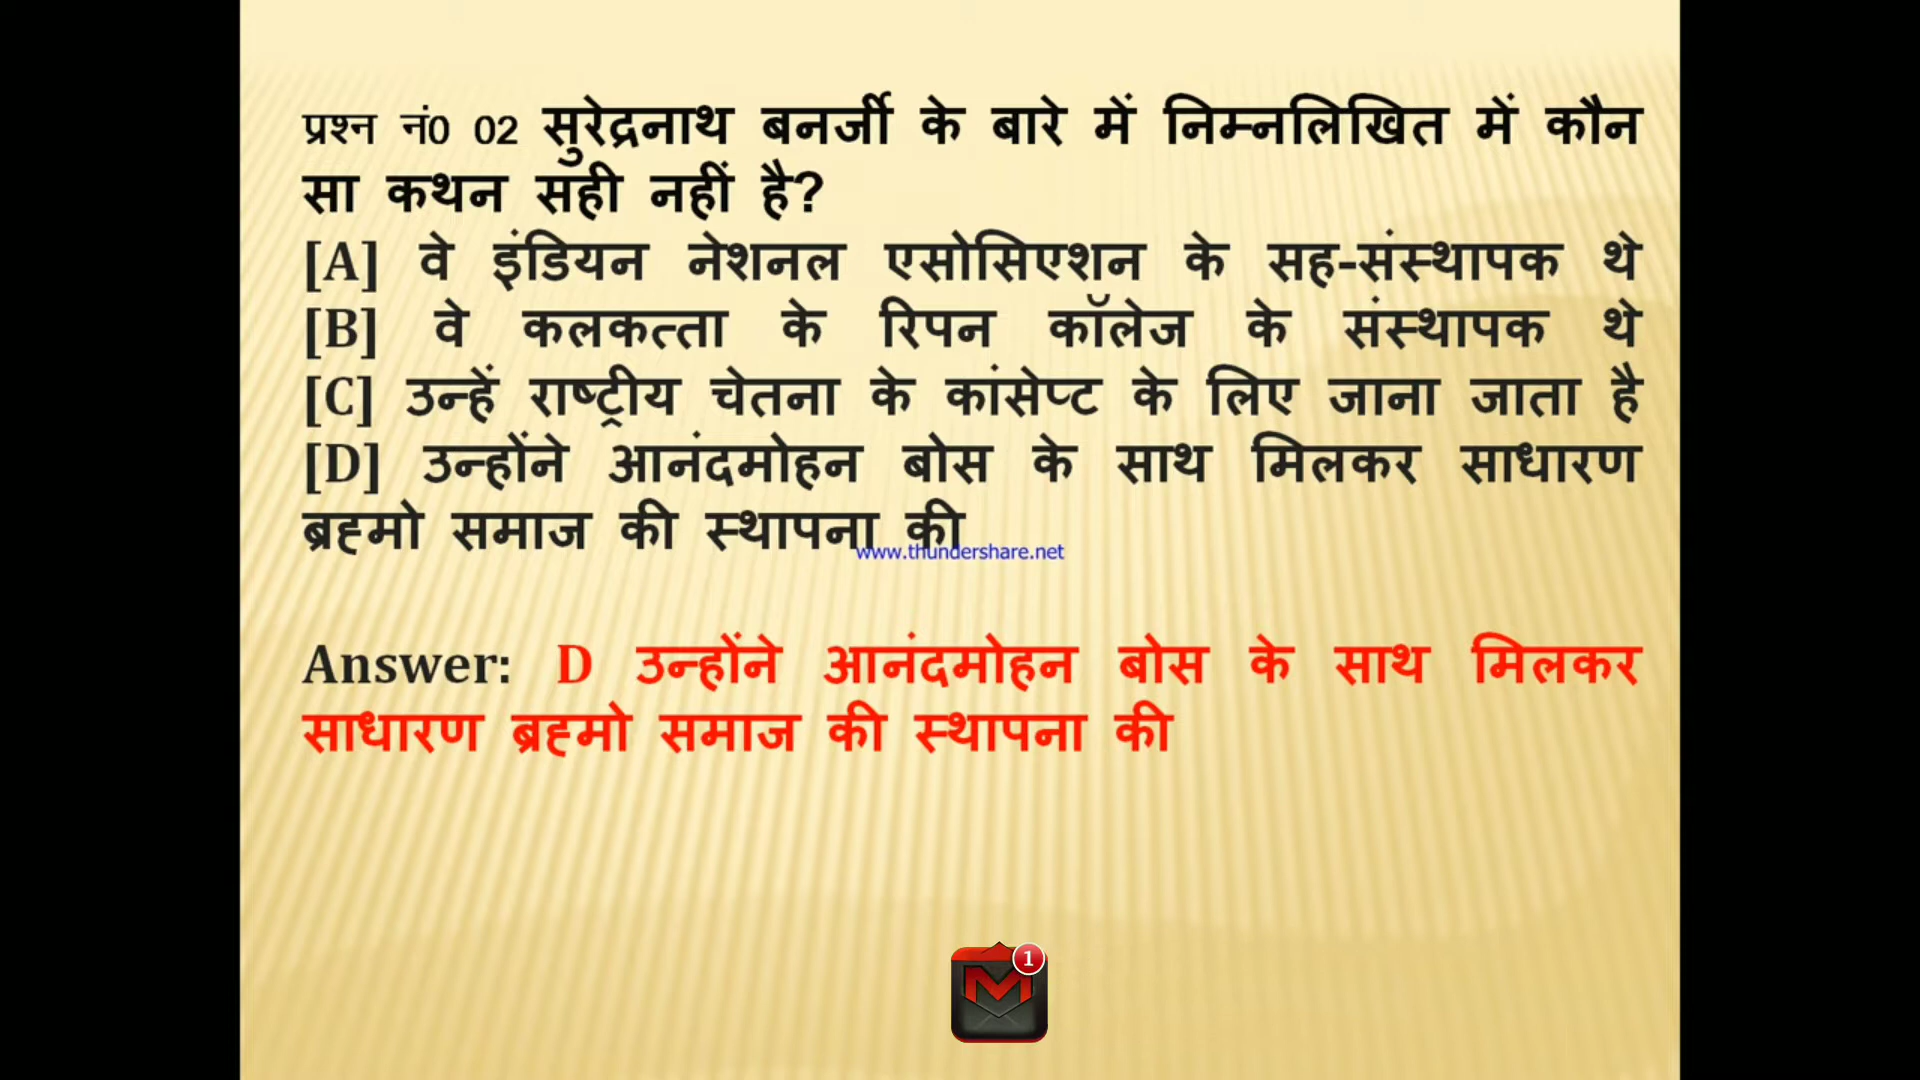 प्रश्न नं0 02 सुरेद्रनाथ बनर्जी के बारे में निम्नलिखित में कौन
सा कथन सही नहीं है?
[A] वे इंडियन नेशनल एसोसिएशन के सह-संस्थापक थे
[B] वे कलकत्ता के रिपन कॉलेज के संस्थापक थे
[C] उन्हें राष्ट्रीय चेतना के कांसेप्ट के लिए जाना जाता है
[D] उन्होंने आनंदमोहन बोस के साथ मिलकर साधारण
ब्रह्मो समाज की स्थापना की
www.thundershare.net
Answer: D उन्होंने आनंदमोहन बोस के साथ मिलकर
साधारण ब्रह्मो समाज की स्थापना की
1